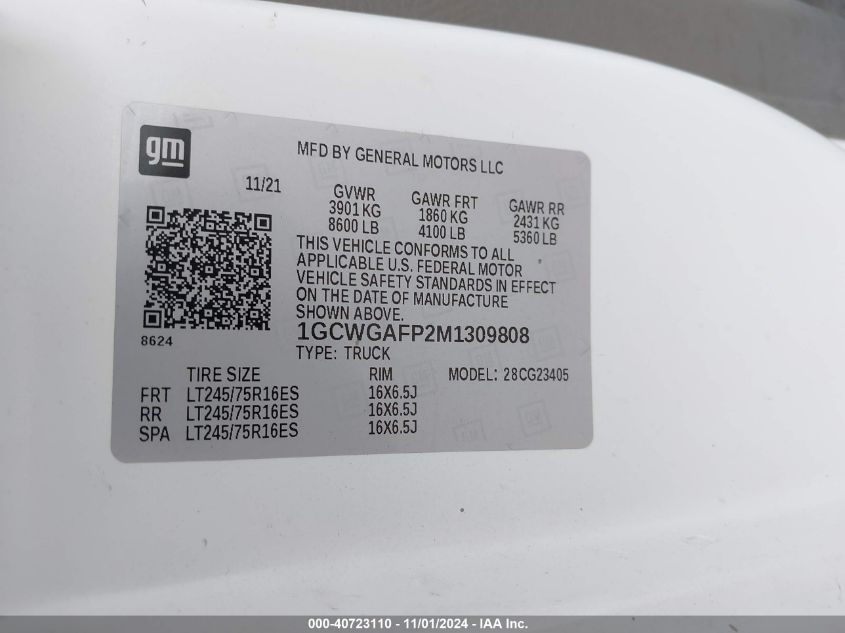 gm
MFD BY GENERAL MOTORS LLC
11/21
GVWR GAWR FRT GAWR RR
3901 KG 1860 KG 2431 KG
8600 LB 4100 LB 5360 LB
THIS VEHICLE CONFORMS TO ALL
APPLICABLE U.S. FEDERAL MOTOR
VEHICLE SAFETY STANDARDS IN EFFECT
ON THE DATE OF MANUFACTURE
SHOWN ABOVE.
8624
1GCWGAFP2M1309808
TYPE: TRUCK
TIRE SIZE RIM MODEL: 28CG23405
FRT LT245/75R16ES 16X6.5J
RR LT245/75R16ES 16X6.5J
SPA LT245/75R16ES 16X6.5J
000-40723110 - 11/01/2024 - IAA Inc.